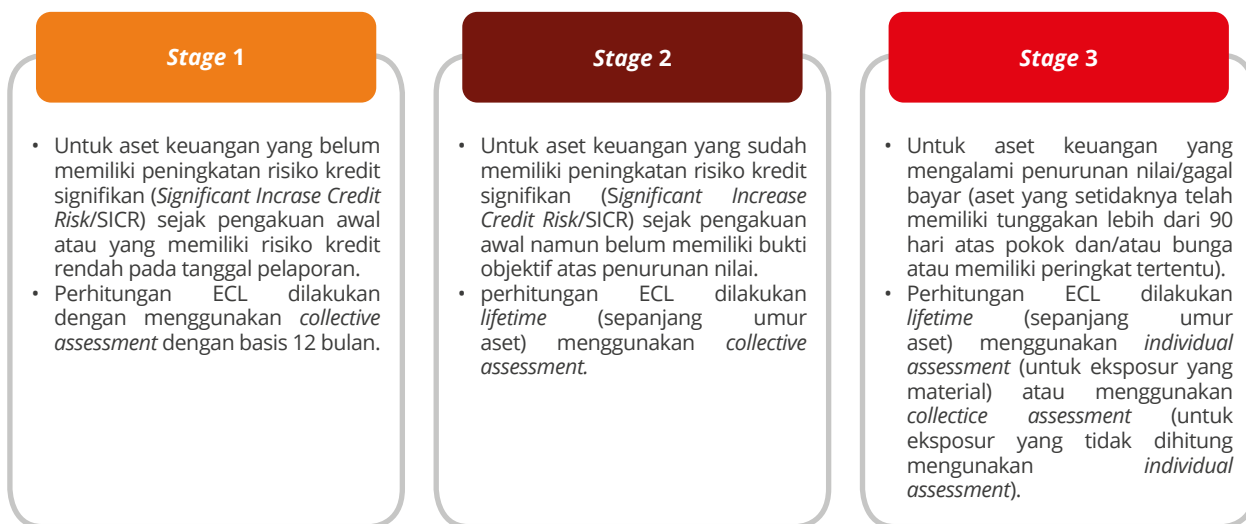 Stage 1
• Untuk aset keuangan yang belum
memiliki peningkatan risiko kredit
signifikan (Significant Incrase Credit
Risk/SICR) sejak pengakuan awal
atau yang memiliki risiko kredit
rendah pada tanggal pelaporan.
• Perhitungan ECL dilakukan
dengan menggunakan collective
assessment dengan basis 12 bulan.
Stage 2
• Untuk aset keuangan yang sudah
memiliki peningkatan risiko kredit
signifikan (Significant Increase
Credit Risk/SICR) sejak pengakuan
awal namun belum memiliki bukti
objektif atas penurunan nilai.
• perhitungan ECL dilakukan
lifetime (sepanjang umur
aset) menggunakan collective
assessment.
Stage 3
• Untuk aset keuangan yang
mengalami penurunan nilai/gagal
bayar (aset yang setidaknya telah
memiliki tunggakan lebih dari 90
hari atas pokok dan/atau bunga
atau memiliki peringkat tertentu).
• Perhitungan ECL dilakukan
lifetime (sepanjang umur
aset) menggunakan individual
assessment (untuk eksposur yang
material) atau menggunakan
collectice assessment (untuk
eksposur yang tidak dihitung
mengunakan individual
assessment).